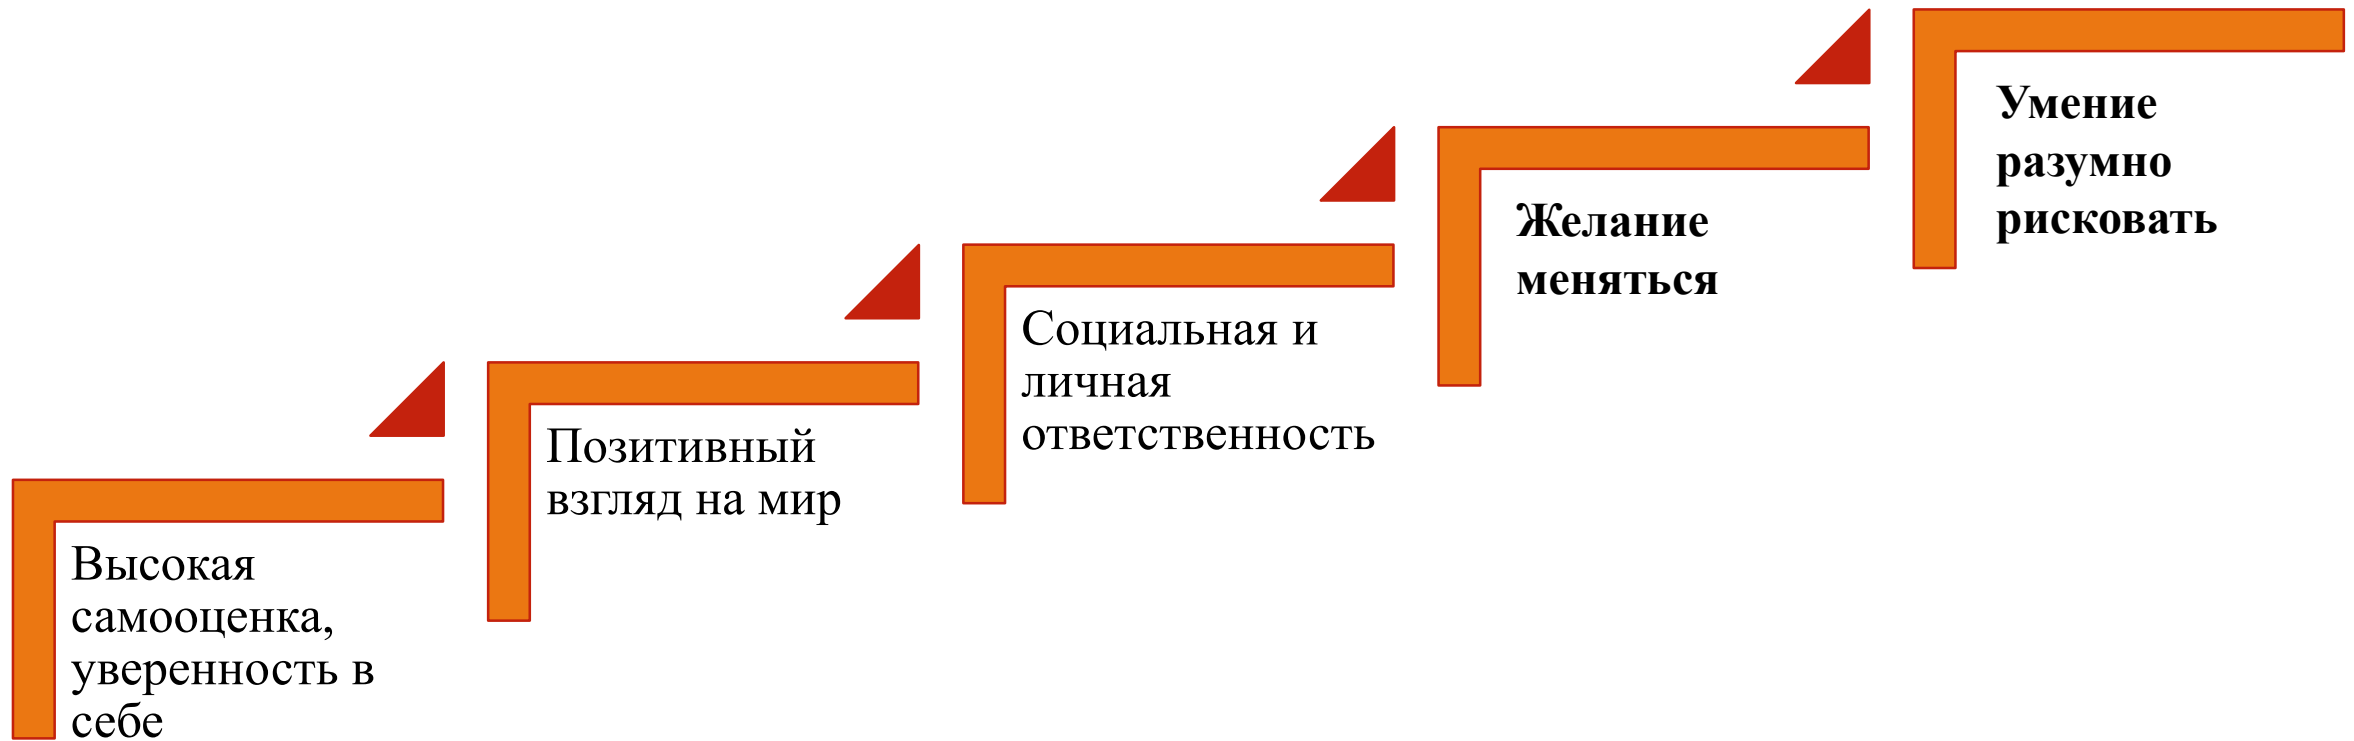 Высокая
самооценка,
уверенность в
себе
Позитивный
взгляд на мир
Социальная и
личная
ответственность
Желание
меняться
Умение
разумно
рисковать